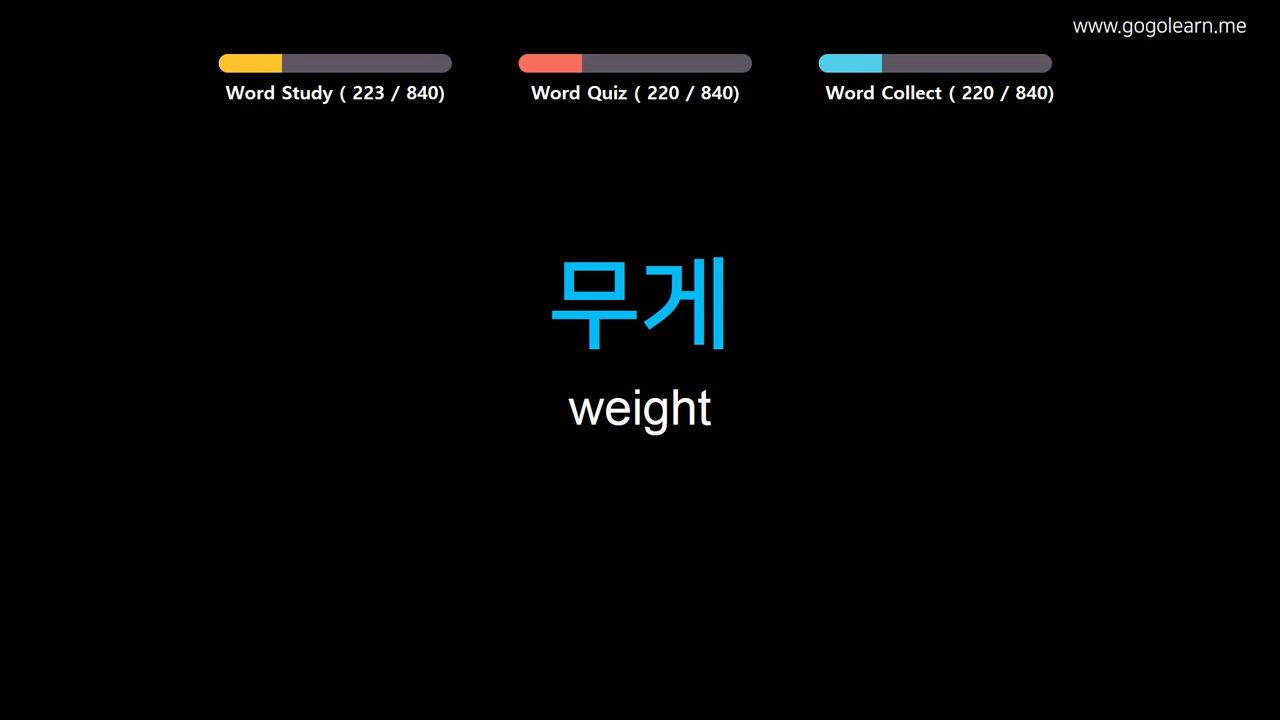 www.gogolearn.me
Word Study ( 223 / 840)
Word Quiz ( 220 / 840)
Word Collect ( 220 / 840)
무게
weight